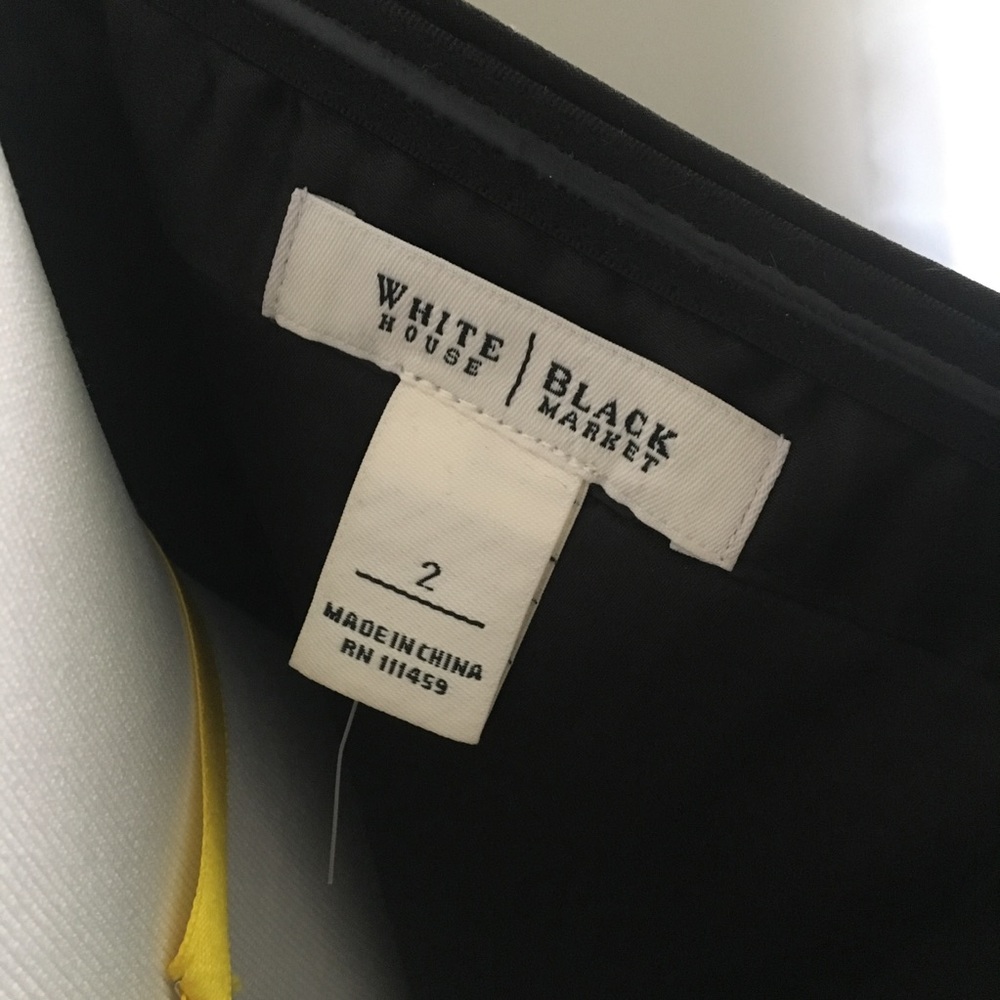 WHITE | BLACK
HOUSE MARKET
2
MADE IN CHINA
RN 111459